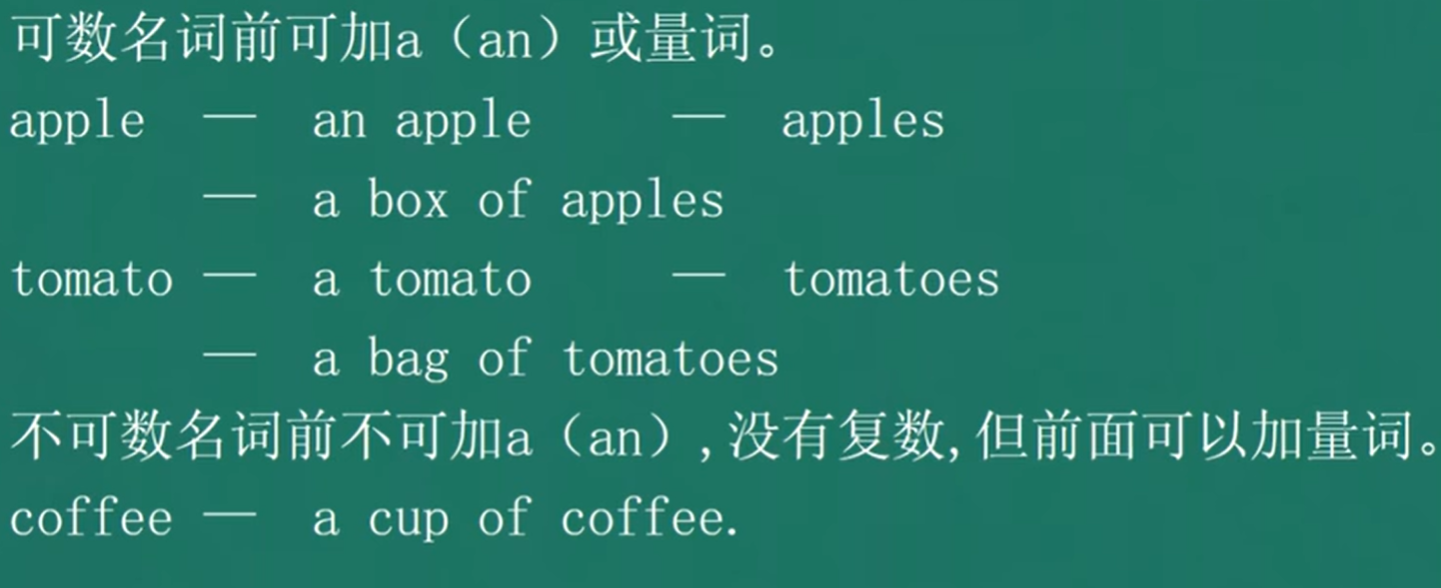 可数名词前可加a（an）或量词。
apple — an apple — apples
— a box of apples
tomato — a tomato — tomatoes
— a bag of tomatoes
不可数名词前不可加a（an）,没有复数,但前面可以加量词。
coffee — a cup of coffee.